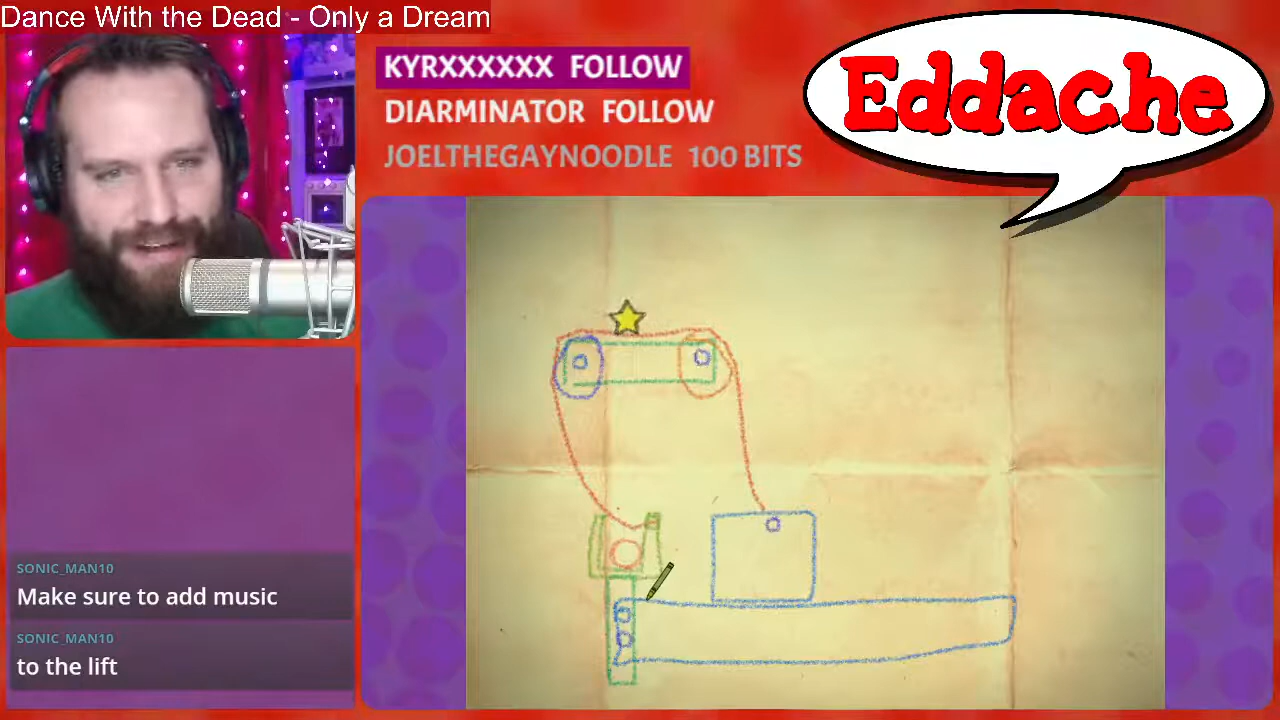 Dance With the Dead - Only a Dream
KYRXXXXXX FOLLOW
DIARMINATOR FOLLOW
JOELTHEGAYNOODLE 100 BITS
Eddache
SONIC_MAN10
Make sure to add music
SONIC_MAN10
to the lift